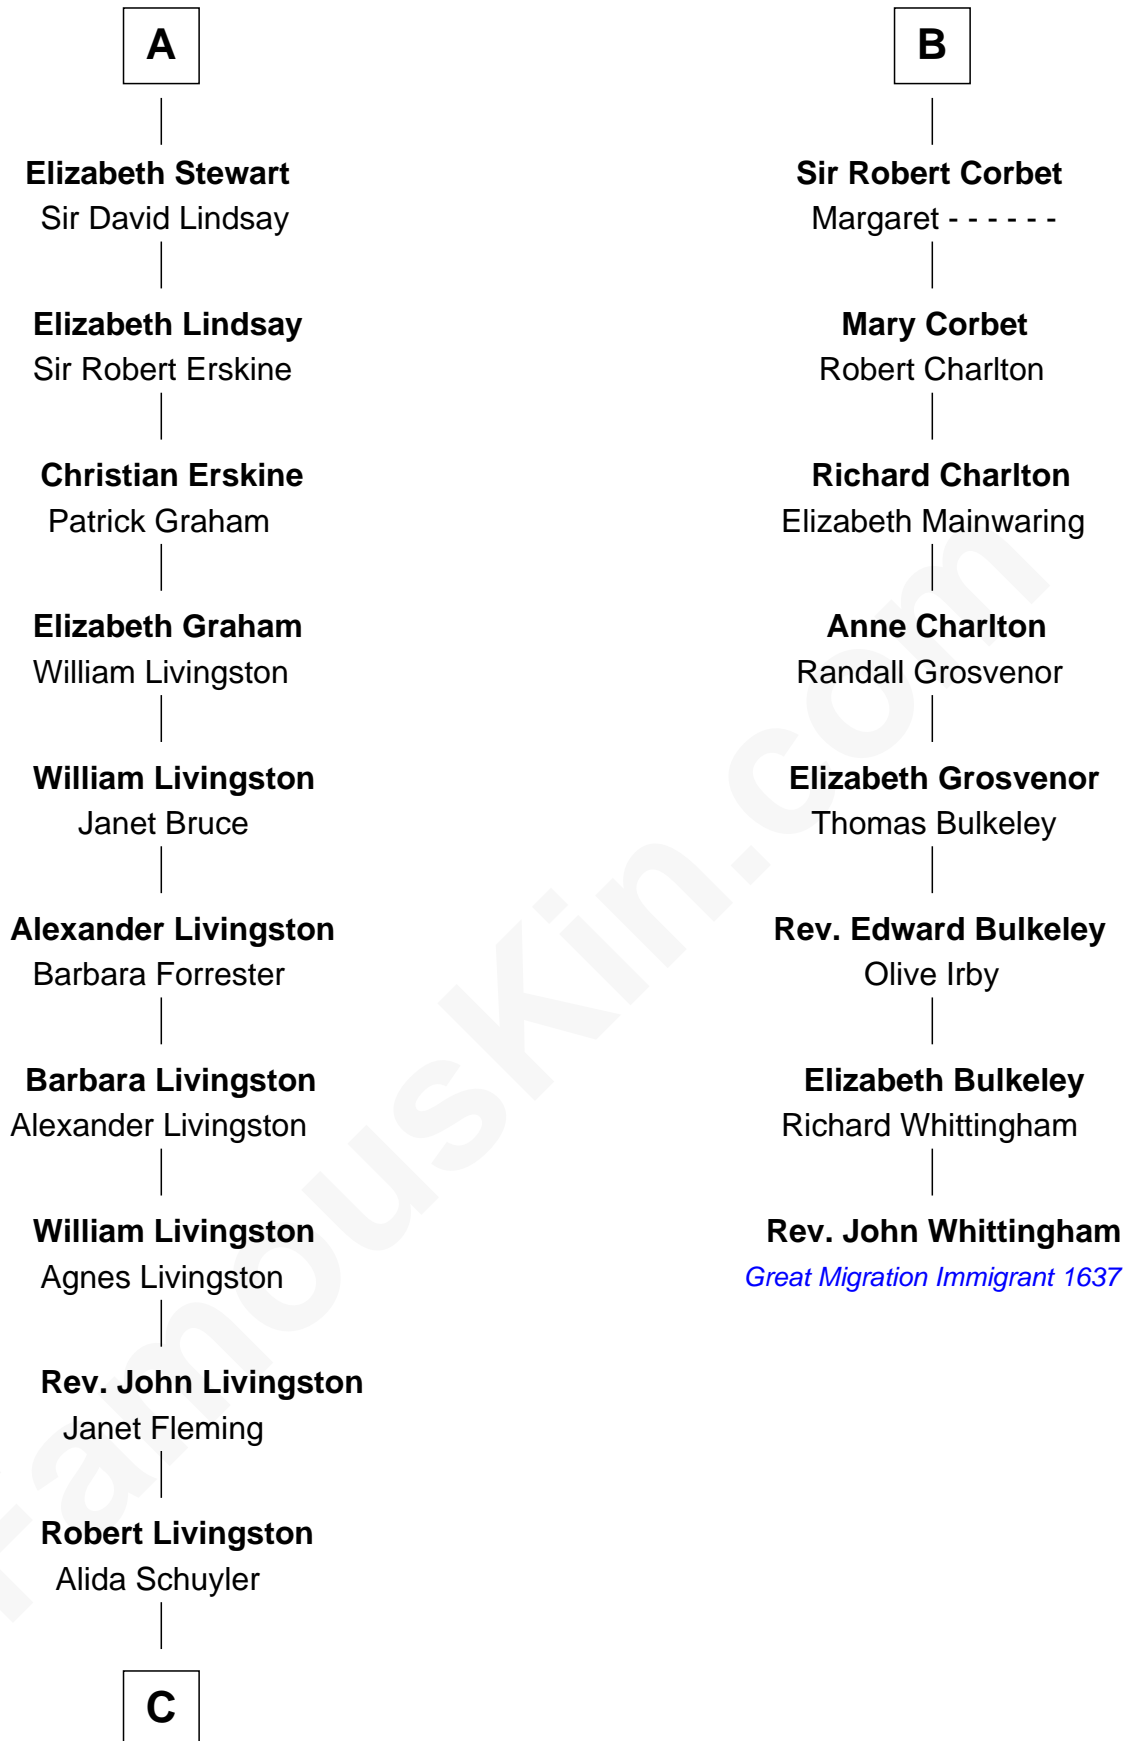 A
Elizabeth Stewart
Sir David Lindsay
Elizabeth Lindsay
Sir Robert Erskine
Christian Erskine
Patrick Graham
Elizabeth Graham
William Livingston
William Livingston
Janet Bruce
Alexander Livingston
Barbara Forrester
Barbara Livingston
Alexander Livingston
William Livingston
Agnes Livingston
Rev. John Livingston
Janet Fleming
Robert Livingston
Alida Schuyler
C
B
Sir Robert Corbet
Margaret - - - - - -
Mary Corbet
Robert Charlton
Richard Charlton
Elizabeth Mainwaring
Anne Charlton
Randall Grosvenor
Elizabeth Grosvenor
Thomas Bulkeley
Rev. Edward Bulkeley
Olive Irby
Elizabeth Bulkeley
Richard Whittingham
Rev. John Whittingham
Great Migration Immigrant 1637
FamousKin.com